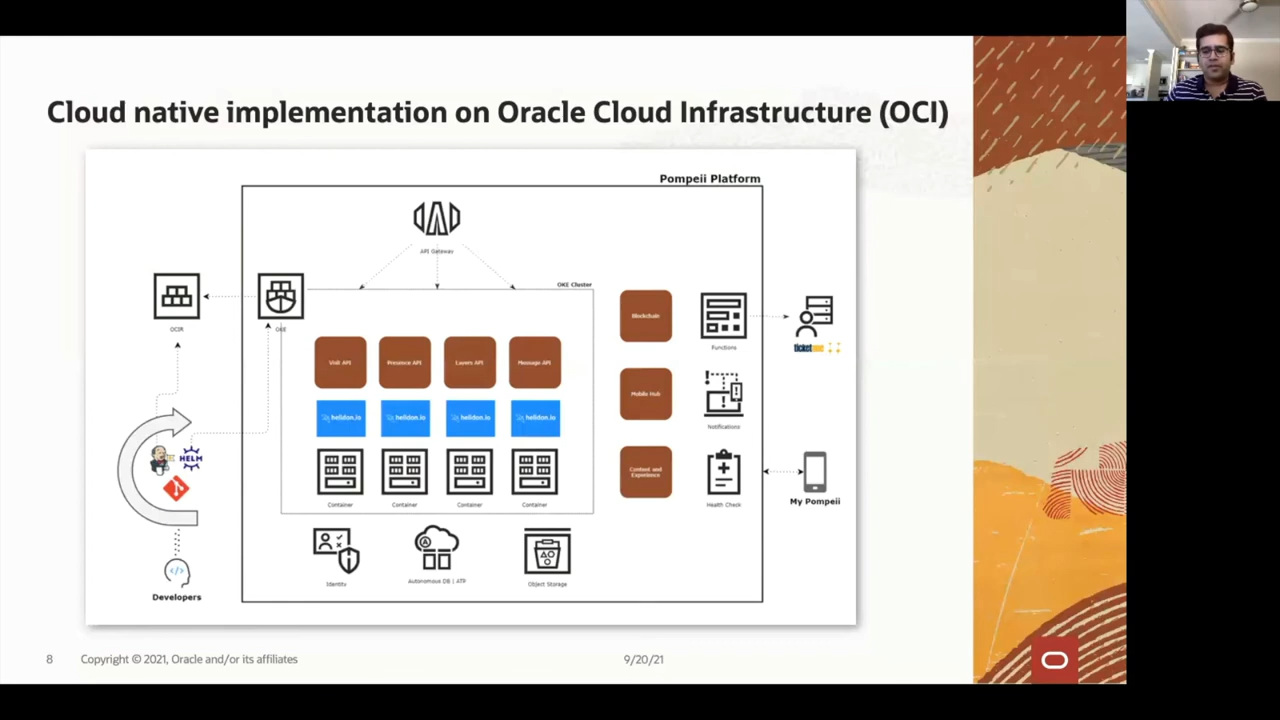 Cloud native implementation on Oracle Cloud Infrastructure (OCI)
Pompeii Platform
API Gateway
OKE Cluster
OCIR
OKE
Visit API
Presence API
Layers API
Message API
helidon.io
helidon.io
helidon.io
helidon.io
Container
Container
Container
Container
Blockchain
Mobile Hub
Content and
Experience
Functions
Notifications
Health Check
ticketone
My Pompeii
HELM
Developers
Identity
Autonomous DB | ATP
Object Storage
8
Copyright © 2021, Oracle and/or its affiliates
9/20/21